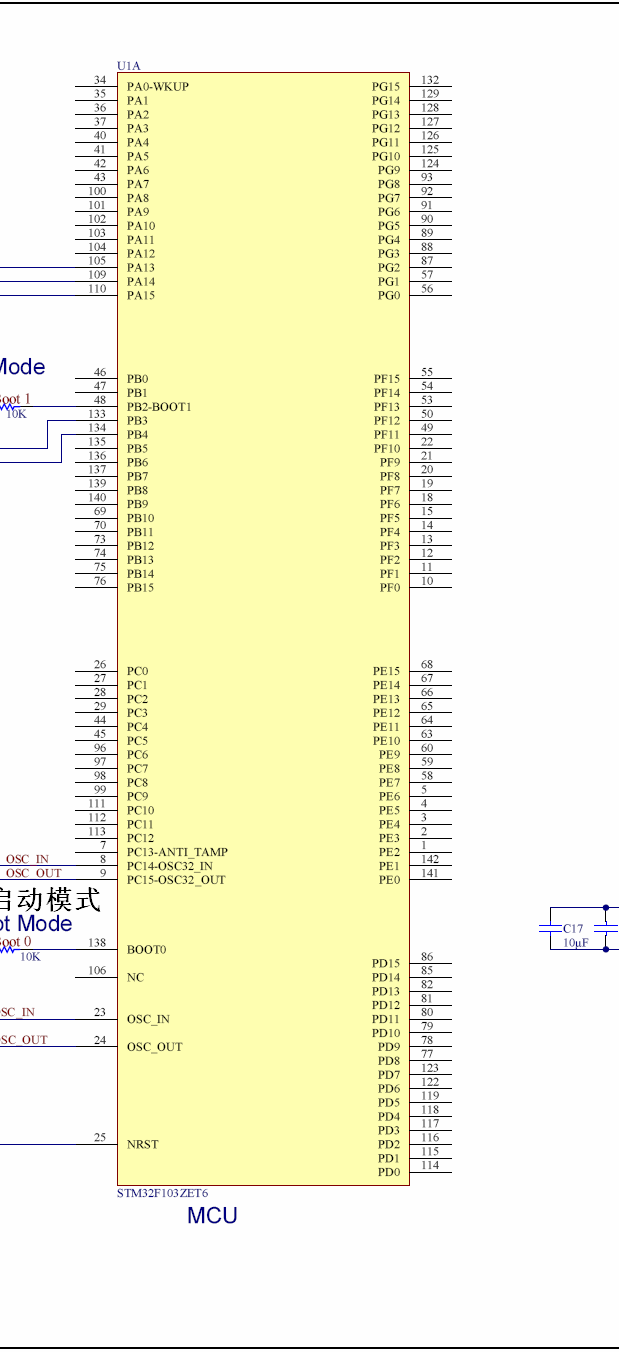 U1A
34 PA0-WKUP PG15 132
35 PA1 PG14 129
36 PA2 PG13 128
37 PA3 PG12 127
40 PA4 PG11 126
41 PA5 PG10 125
42 PA6 PG9 124
43 PA7 PG8 93
100 PA8 PG7 92
101 PA9 PG6 91
102 PA10 PG5 90
103 PA11 PG4 89
104 PA12 PG3 88
105 PA13 PG2 87
109 PA14 PG1 57
110 PA15 PG0 56
Mode
46 PB0 PF15 55
47 PB1 PF14 54
oot 1 10K 48 PB2-BOOT1 PF13 53
133 PB3 PF12 50
134 PB4 PF11 49
135 PB5 PF10 22
136 PB6 PF9 21
137 PB7 PF8 20
139 PB8 PF7 19
140 PB9 PF6 18
69 PB10 PF5 15
70 PB11 PF4 14
73 PB12 PF3 13
74 PB13 PF2 12
75 PB14 PF1 11
76 PB15 PF0 10
26 PC0 PE15 68
27 PC1 PE14 67
28 PC2 PE13 66
29 PC3 PE12 65
44 PC4 PE11 64
45 PC5 PE10 63
96 PC6 PE9 60
97 PC7 PE8 59
98 PC8 PE7 58
99 PC9 PE6 5
111 PC10 PE5 4
112 PC11 PE4 3
113 PC12 PE3 2
7 PC13-ANTI_TAMP PE2 1
OSC_IN 8 PC14-OSC32_IN PE1 142
OSC_OUT 9 PC15-OSC32_OUT PE0 141
启动模式
ot Mode
oot 0 10K 138 BOOT0
C17
10μF
PD15 86
106 NC PD14 85
PD13 82
PD12 81
SC_IN 23 OSC_IN PD11 80
PD10 79
SC_OUT 24 OSC_OUT PD9 78
PD8 77
PD7 123
PD6 122
PD5 119
PD4 118
PD3 117
25 NRST PD2 116
PD1 115
PD0 114
STM32F103ZET6
MCU